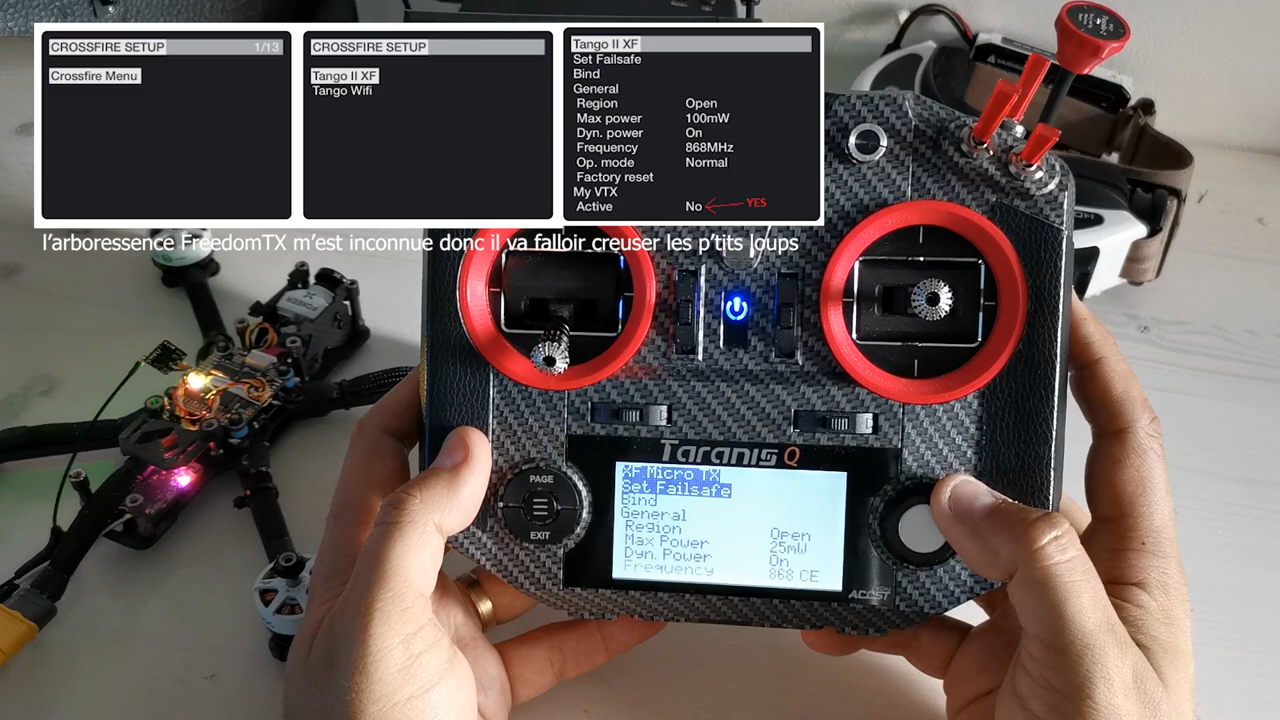 CROSSFIRE SETUP 1/13
Crossfire Menu
CROSSFIRE SETUP
Tango II XF
Tango Wifi
Tango II XF
Set Failsafe
Bind
General
Region Open
Max power 100mW
Dyn. power On
Frequency 868MHz
Op. mode Normal
Factory reset
My VTX
Active No YES
l'arboressence FreedomTX m'est inconnue donc il va falloir creuser les p'tits loups
Taranis Q
PAGE
EXIT
XF Micro TX
Set Failsafe
Bind
General
Region Open
Max Power 25mW
Dyn. Power On
Frequency 868 CE
ACCST